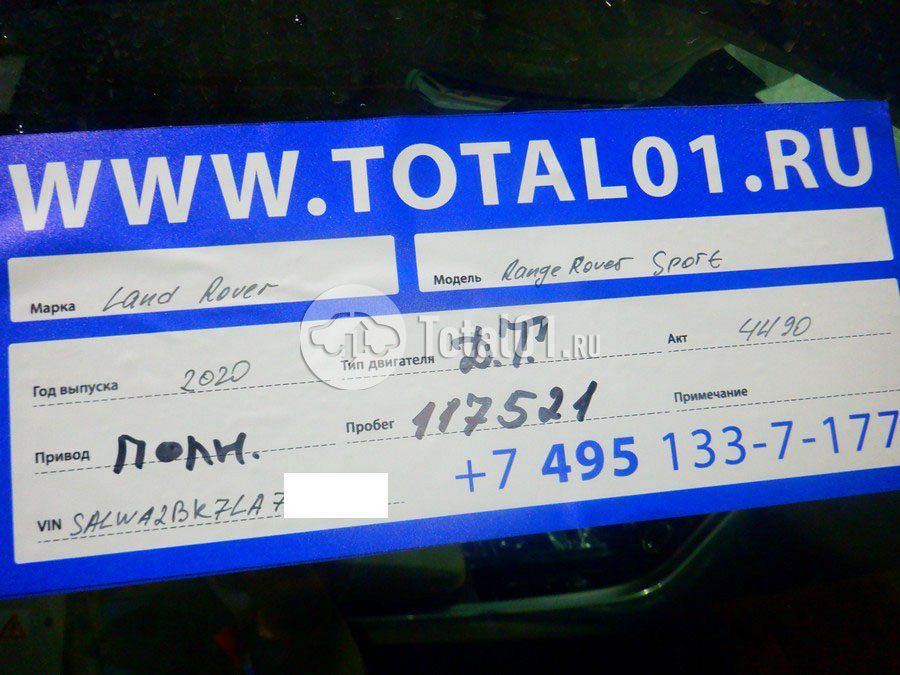 WWW.TOTAL01.RU
Марка Land Rover
Модель Range Rover Sport
Total01.RU
Год выпуска 2020
Тип двигателя Д.Т.
Акт 4490
Привод полн.
Пробег 117521
Примечание
+7 495 133-7-177
VIN SALWA2BK7LA7